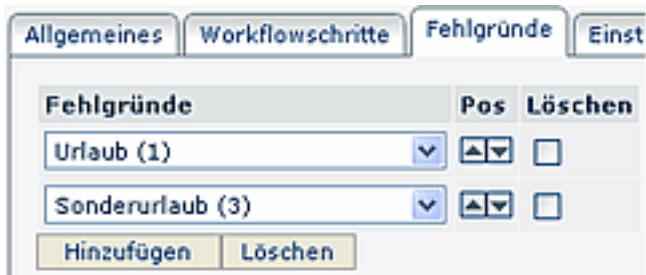 Allgemeines Workflowschritte Fehlgründe Einst
Fehlgründe Pos Löschen
Urlaub (1)
Sonderurlaub (3)
Hinzufügen Löschen